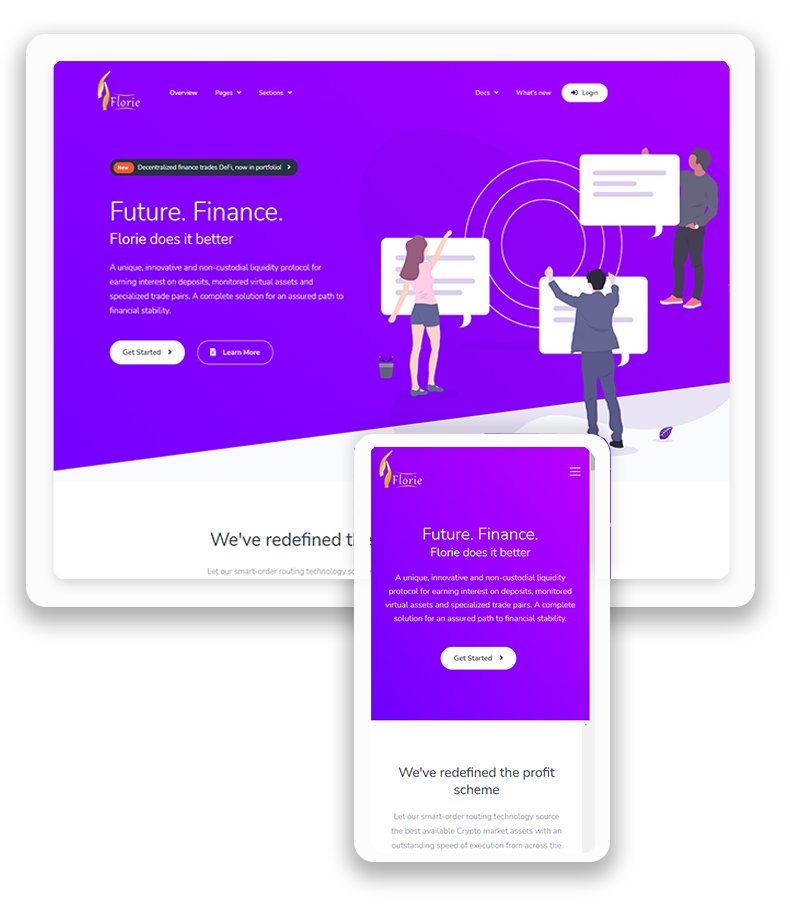 Florie
Overview
Pages
Sections
Docs
What's new
Login
New
Decentralized finance trades DeFi, now in portfolio!
Future. Finance.
Florie does it better
A unique, innovative and non-custodial liquidity protocol for
earning interest on deposits, monitored virtual assets and
specialized trade pairs. A complete solution for an assured path to
financial stability.
Get Started
Learn More
We've redefined
Let our smart-order routing technology
Florie
Future. Finance.
Florie does it better
A unique, innovative and non-custodial liquidity
protocol for earning interest on deposits, monitored
virtual assets and specialized trade pairs. A complete
solution for an assured path to financial stability.
Get Started
We've redefined the profit
scheme
Let our smart-order routing technology source
the best available Crypto market assets with an
outstanding speed of execution from across the